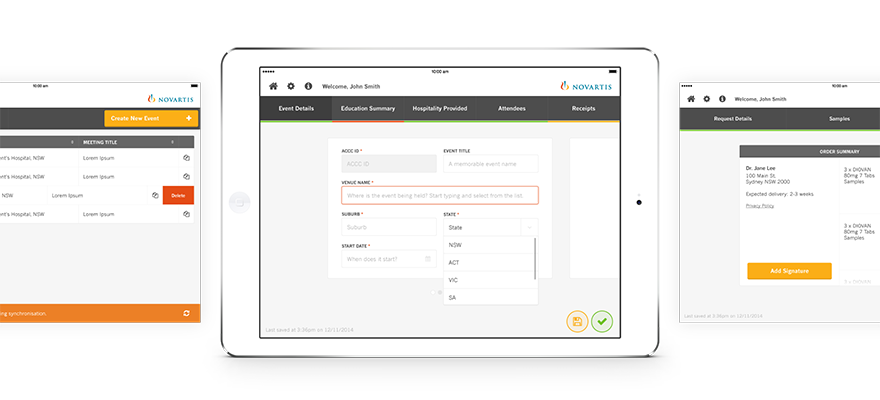 10:00 am
NOVARTIS
Create New Event +
MEETING TITLE
ent's Hospital, NSW Lorem Ipsum
ent's Hospital, NSW Lorem Ipsum
NSW Lorem Ipsum Delete
ent's Hospital, NSW Lorem Ipsum
ing synchronisation.
10:00 am
Welcome, John Smith
NOVARTIS
Event Details Education Summary Hospitality Provided Attendees Receipts
ACCC ID * EVENT TITLE
ACCC ID A memorable event name
VENUE NAME *
Where is the event being held? Start typing and select from the list.
SUBURB * STATE *
Suburb State
NSW
START DATE *
When does it start? ACT
VIC
SA
Last saved at 3:36pm on 12/11/2014
10:00 am
Welcome, John Smith
Request Details Samples
ORDER SUMMARY
Dr. Jane Lee
100 Main St.
Sydney NSW 2000
Expected delivery: 2-3 weeks
Privacy Policy
3 x DIOVAN
80mg 7 Tabs
Samples
3 x DIOVAN
80mg 7 Tabs
Samples
Add Signature
3 x DIOVAN
Last saved at 3:36pm on 12/11/2014